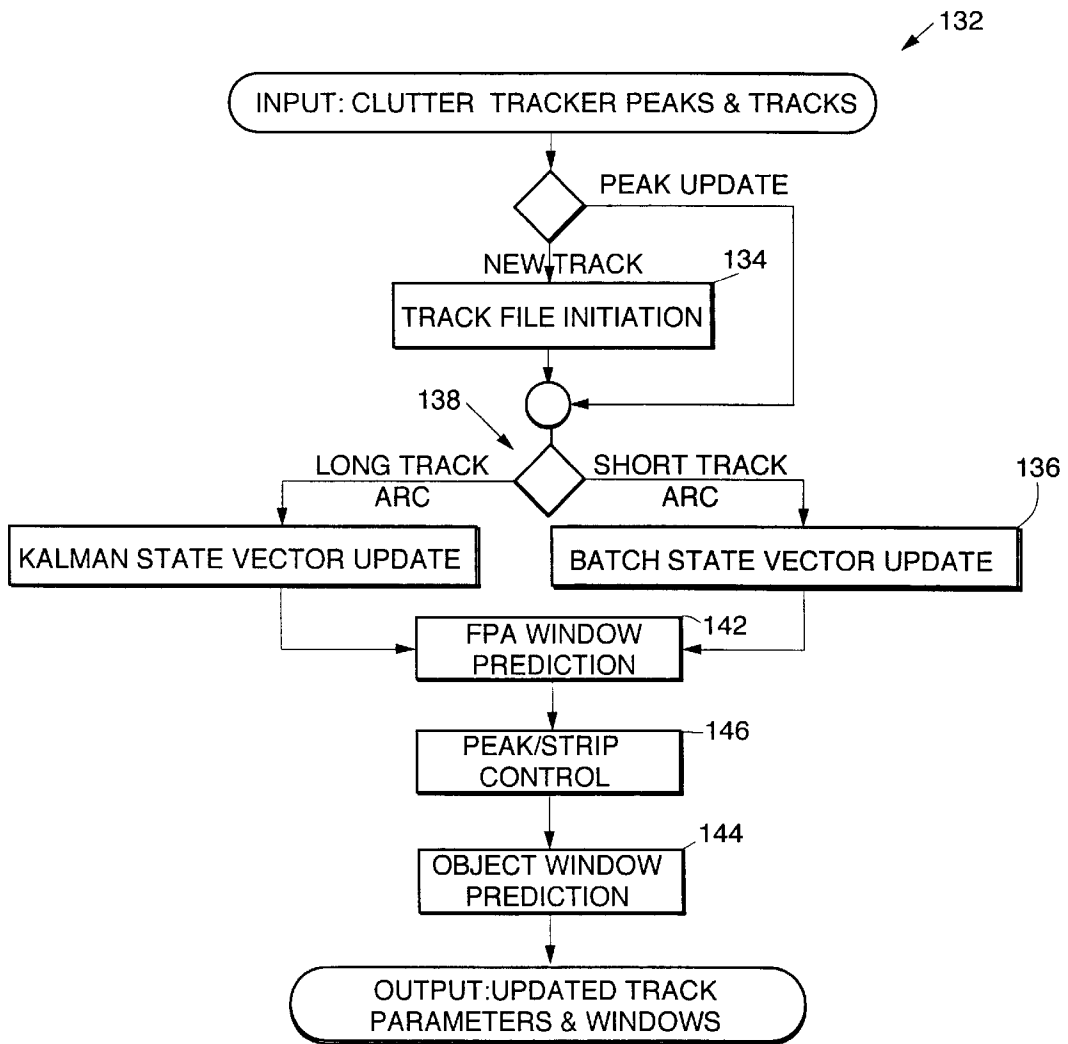 132
INPUT: CLUTTER TRACKER PEAKS & TRACKS
PEAK UPDATE
NEW TRACK
134
TRACK FILE INITIATION
138
LONG TRACK
ARC
SHORT TRACK
ARC
136
KALMAN STATE VECTOR UPDATE
BATCH STATE VECTOR UPDATE
142
FPA WINDOW
PREDICTION
146
PEAK/STRIP
CONTROL
144
OBJECT WINDOW
PREDICTION
OUTPUT:UPDATED TRACK
PARAMETERS & WINDOWS